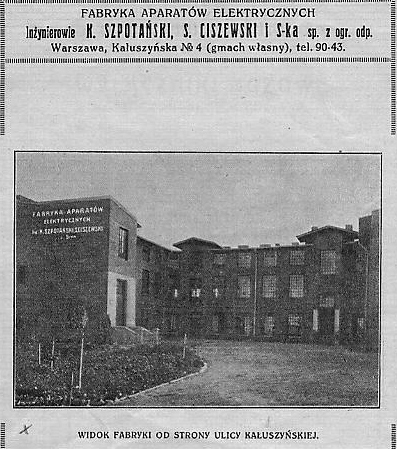 FABRYKA APARATÓW ELEKTRYCZNYCH
Inżynierowie K. SZPOTAŃSKI, S. CISZEWSKI i S-ka sp. z ogr. odp.
Warszawa, Kaluszyńska № 4 (gmach własny), tel. 90-43.
FABRYKA APARATÓW
ELEKTRYCZNYCH
Inż. K. SZPOTAŃSKI, S. CISZEWSKI
i S-ka
WIDOK FABRYKI OD STRONY ULICY KAŁUSZYŃSKIEJ.